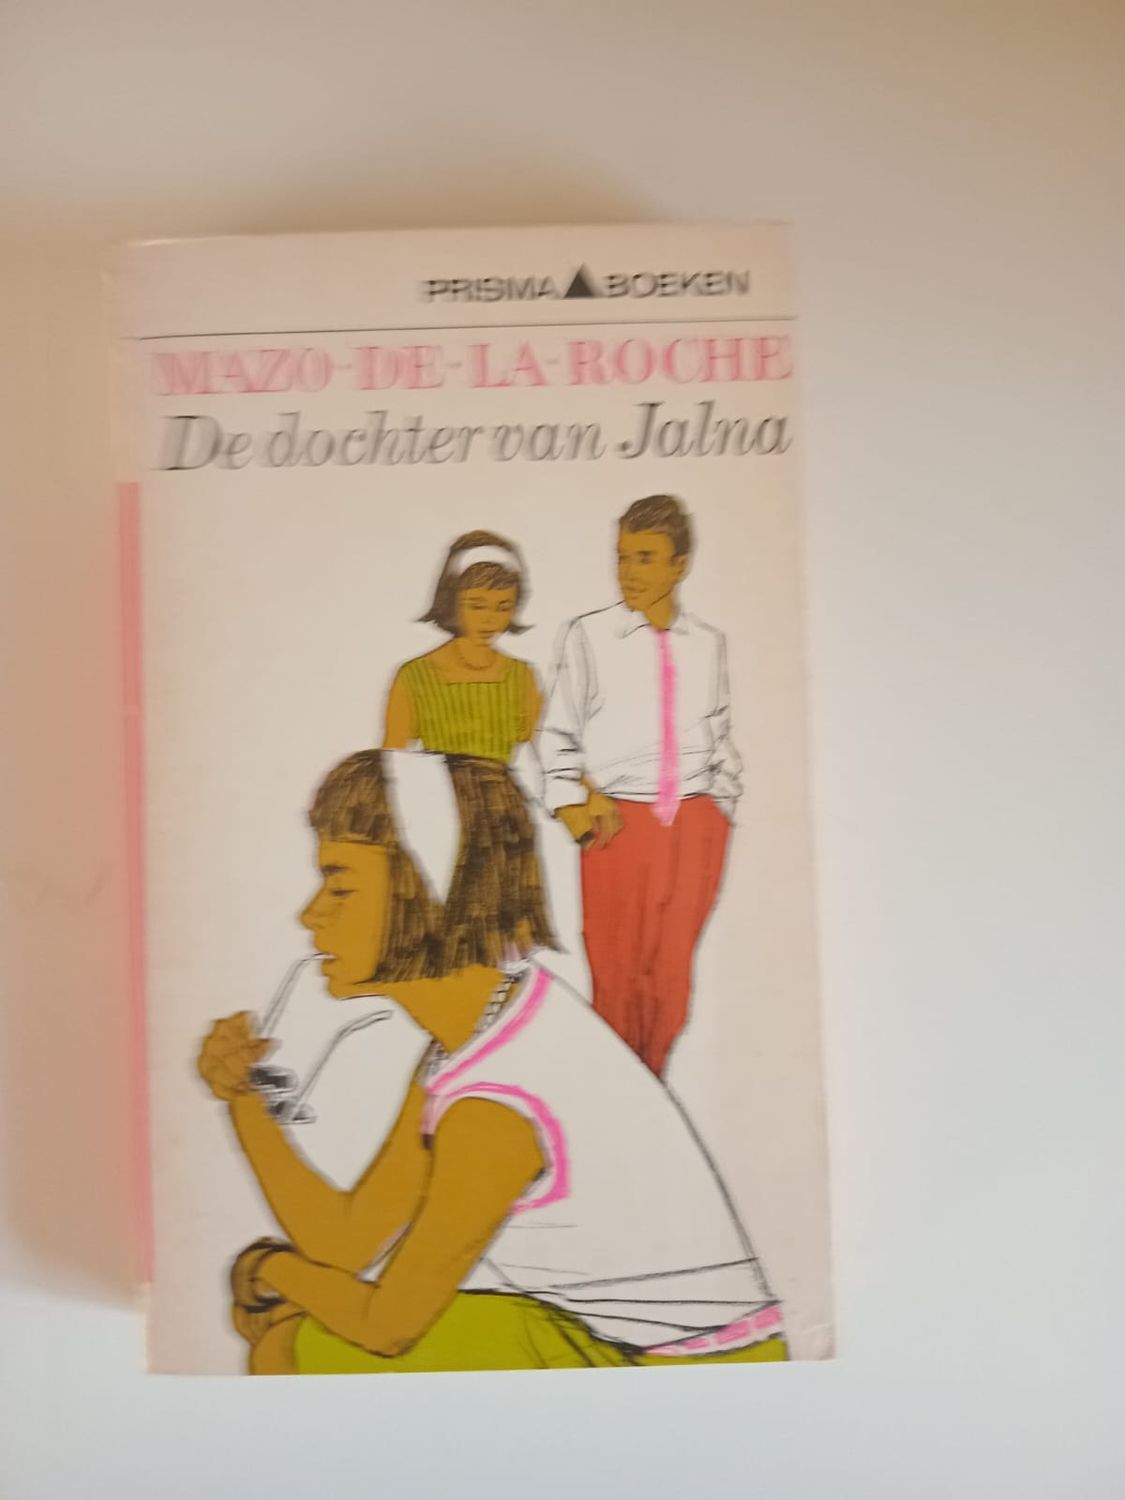 PRISMA BOEKEN
MAZO-DE-LA-ROCHE
De dochter van Jalna